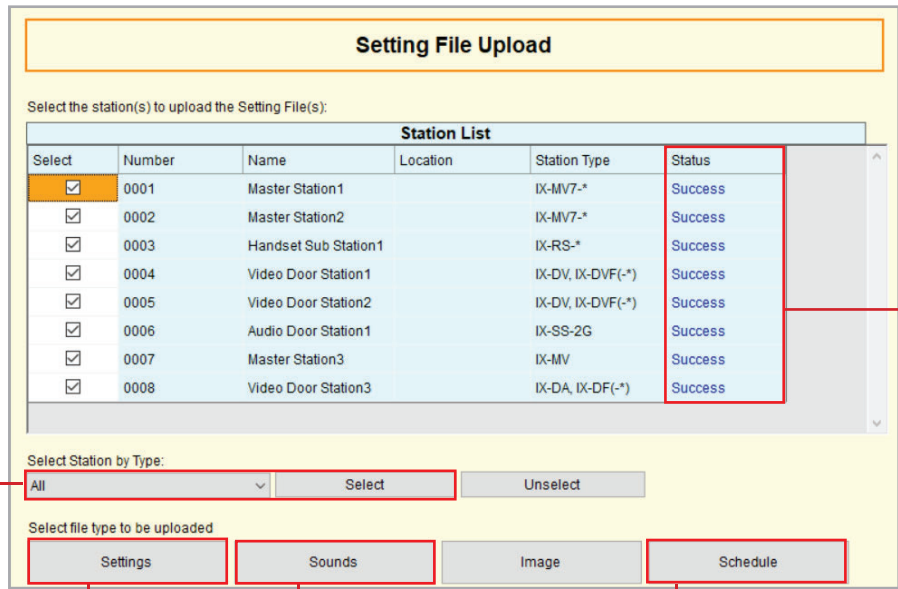 Setting File Upload
Select the station(s) to upload the Setting File(s):
Station List
Select Number Name Location Station Type Status
0001 Master Station1 IX-MV7-* Success
0002 Master Station2 IX-MV7-* Success
0003 Handset Sub Station1 IX-RS-* Success
0004 Video Door Station1 IX-DV, IX-DVF(-*) Success
0005 Video Door Station2 IX-DV, IX-DVF(-*) Success
0006 Audio Door Station1 IX-SS-2G Success
0007 Master Station3 IX-MV Success
0008 Video Door Station3 IX-DA, IX-DF(-*) Success
Select Station by Type:
All Select Unselect
Select file type to be uploaded
Settings Sounds Image Schedule